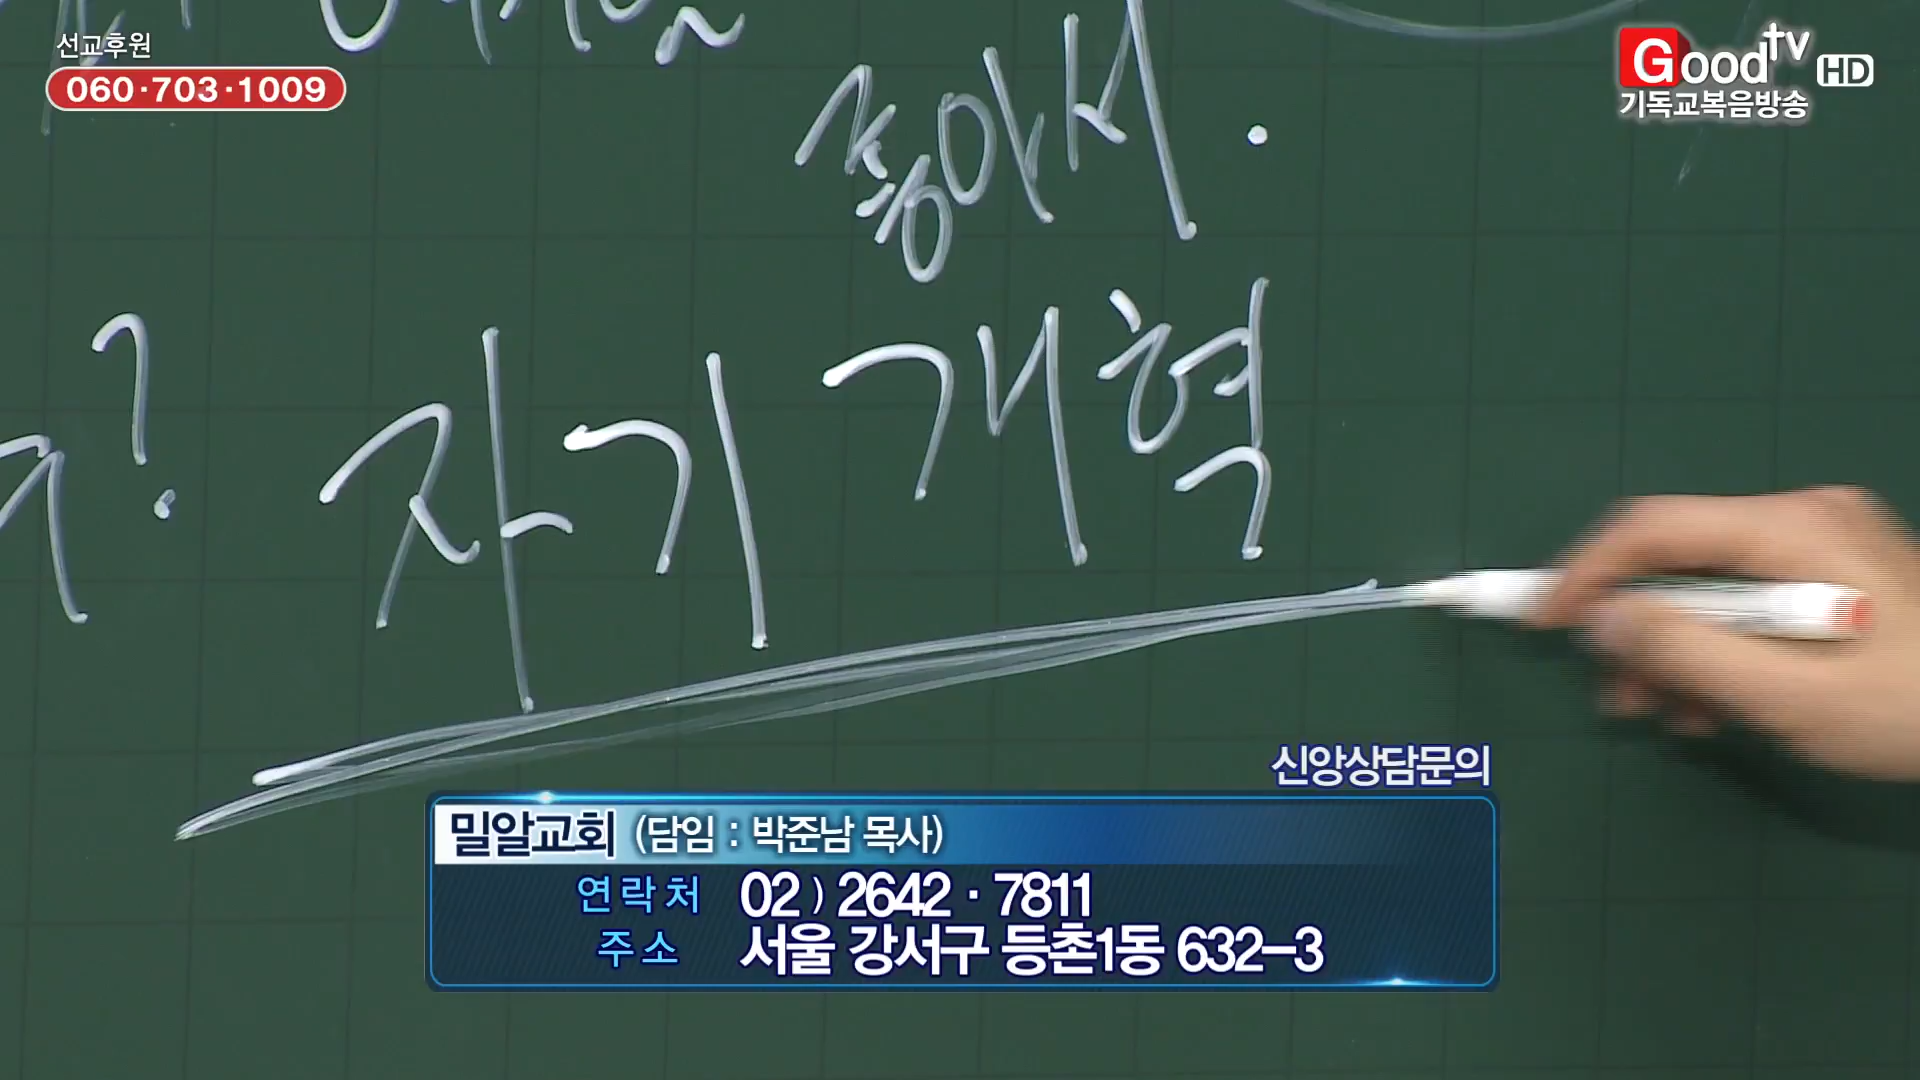 선교후원
060·703·1009
Good tv HD
기독교복음방송
좋아서.
? 자기 개혁
신앙상담문의
밀알교회 (담임 : 박준남 목사)
연락처 02) 2642·7811
주소 서울 강서구 등촌1동 632-3